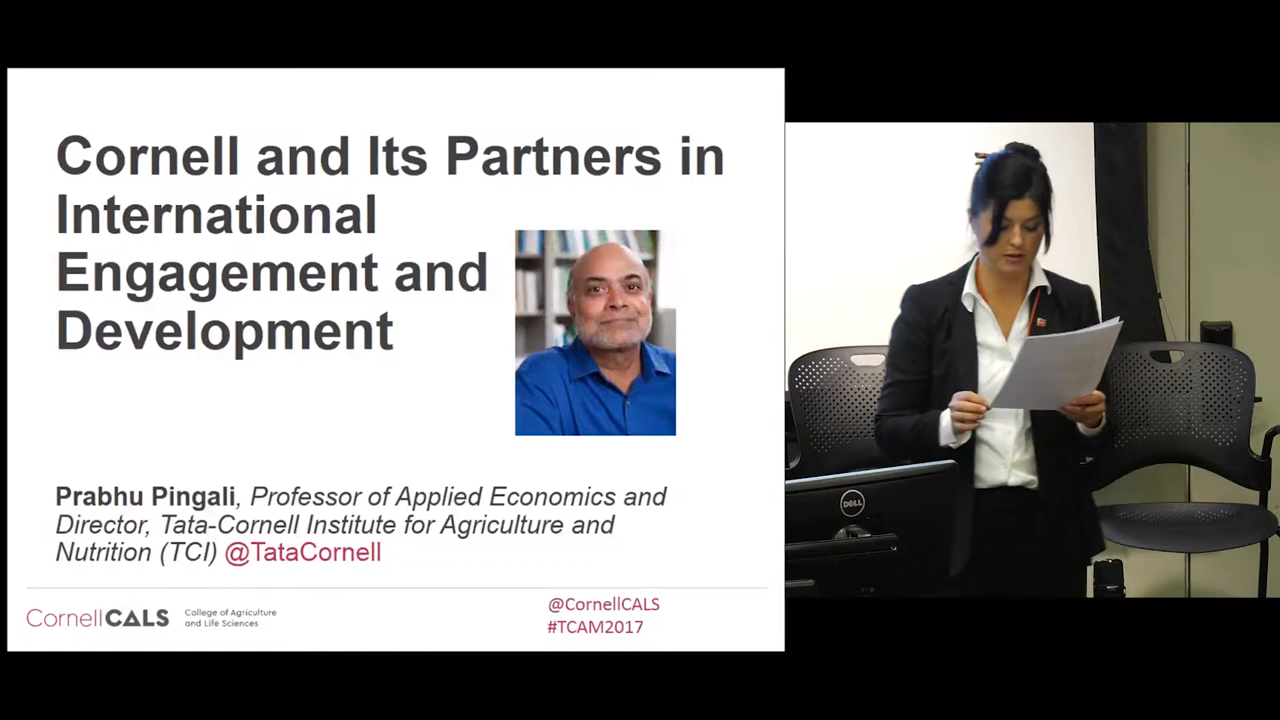 Cornell and Its Partners in
International
Engagement and
Development
Prabhu Pingali, Professor of Applied Economics and
Director, Tata-Cornell Institute for Agriculture and
Nutrition (TCI) @TataCornell
CornellCALS
College of Agriculture
and Life Sciences
@CornellCALS
#TCAM2017
DELL